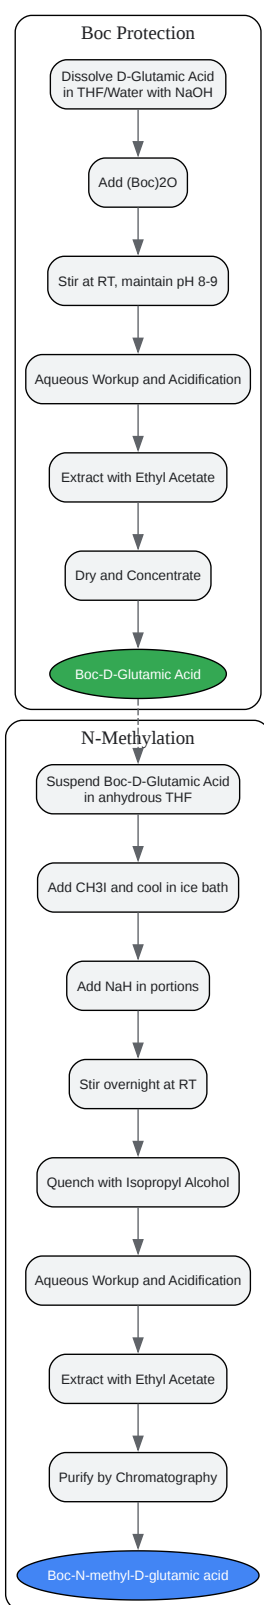 Boc Protection
Dissolve D-Glutamic Acid
in THF/Water with NaOH
Add (Boc)2O
Stir at RT, maintain pH 8-9
Aqueous Workup and Acidification
Extract with Ethyl Acetate
Dry and Concentrate
Boc-D-Glutamic Acid
N-Methylation
Suspend Boc-D-Glutamic Acid
in anhydrous THF
Add CH3I and cool in ice bath
Add NaH in portions
Stir overnight at RT
Quench with Isopropyl Alcohol
Aqueous Workup and Acidification
Extract with Ethyl Acetate
Purify by Chromatography
Boc-N-methyl-D-glutamic acid